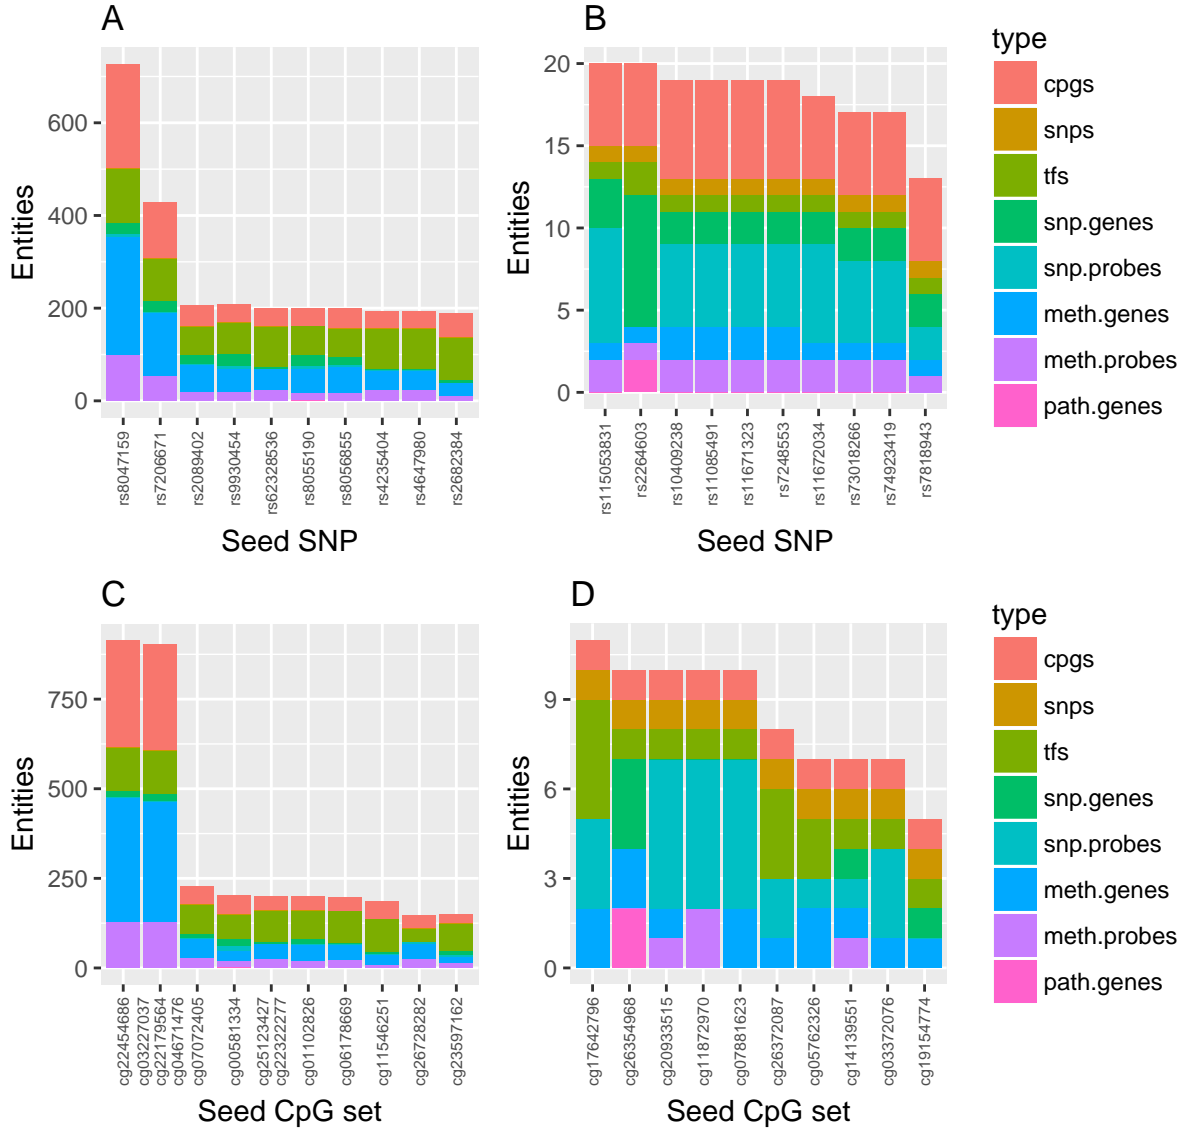 A
B
type
Entities
0
200
400
600
rs8047159
rs7206671
rs2089402
rs9930454
rs62328536
rs8055190
rs8056855
rs4235404
rs4647980
rs2682384
Seed SNP
Entities
0
5
10
15
20
rs11503831
rs2264603
rs10409238
rs11085491
rs11671323
rs7248553
rs11672034
rs73018266
rs74923419
rs7818943
Seed SNP
cpgs
snps
tfs
snp.genes
snp.probes
meth.genes
meth.probes
path.genes
C
D
type
Entities
0
250
500
750
cg22454686
cg03227037
cg22179564
cg04671476
cg07072405
cg00581334
cg25123427
cg22322277
cg01102826
cg06178669
cg11546251
cg26728282
cg23597162
Seed CpG set
Entities
0
3
6
9
cg17642796
cg26354968
cg20933515
cg11872970
cg07881623
cg26372087
cg05762326
cg14139551
cg03372076
cg19154774
Seed CpG set
cpgs
snps
tfs
snp.genes
snp.probes
meth.genes
meth.probes
path.genes